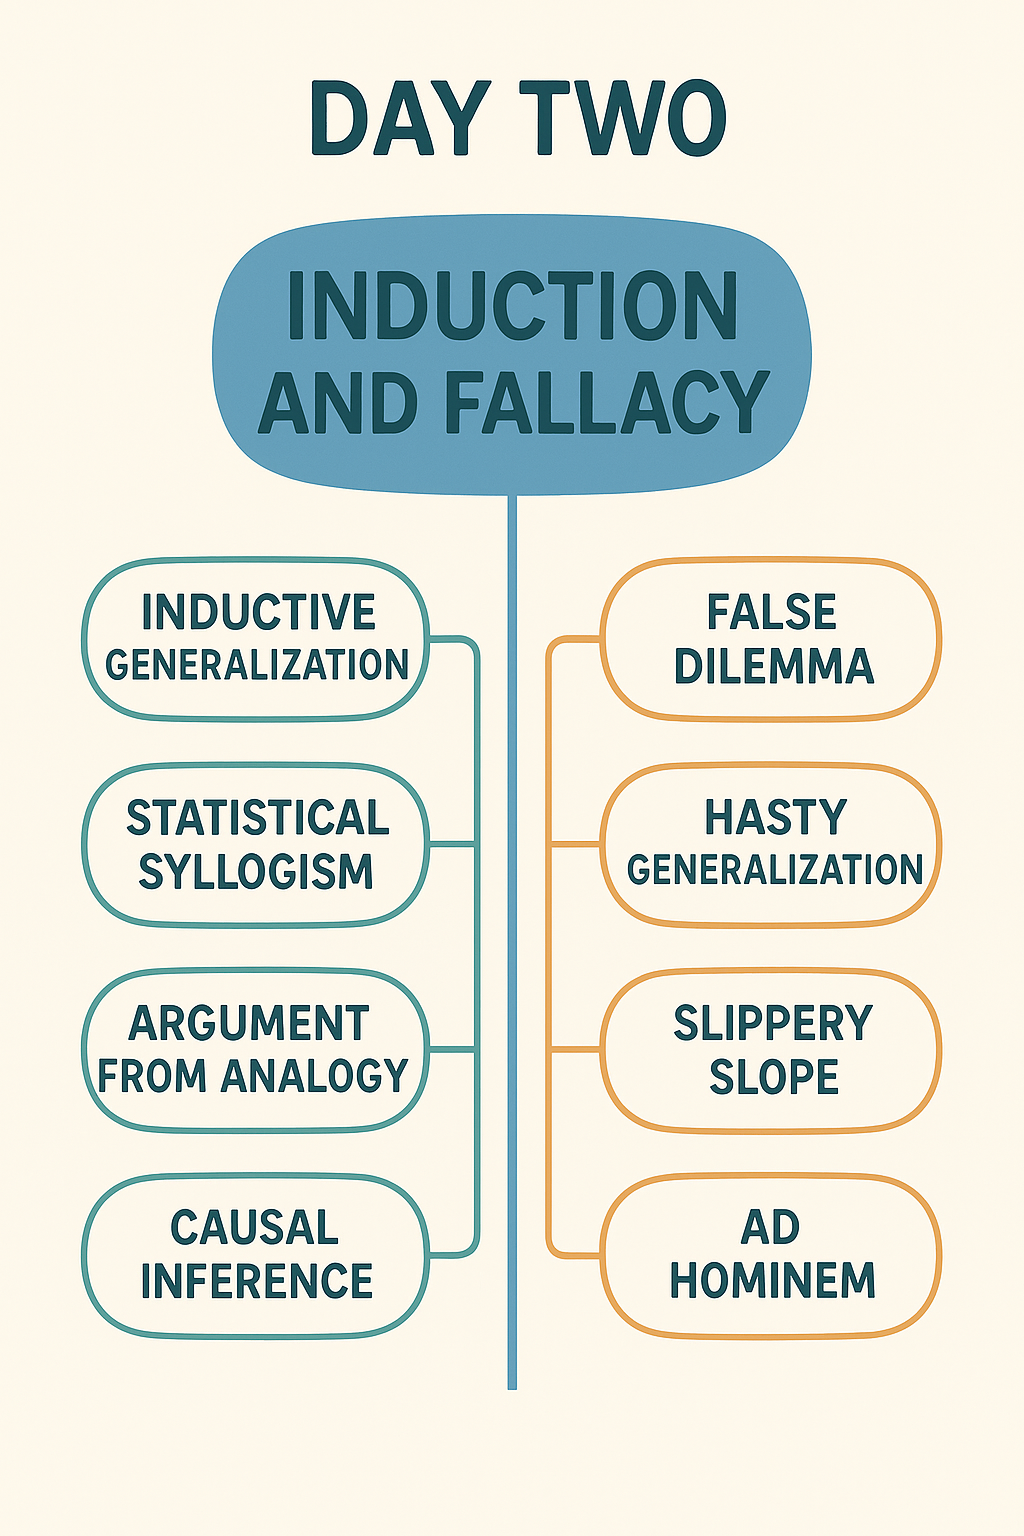 DAY TWO
INDUCTION
AND FALLACY
INDUCTIVE
GENERALIZATION
STATISTICAL
SYLLOGISM
ARGUMENT
FROM ANALOGY
CAUSAL
INFERENCE
FALSE
DILEMMA
HASTY
GENERALIZATION
SLIPPERY
SLOPE
AD
HOMINEM